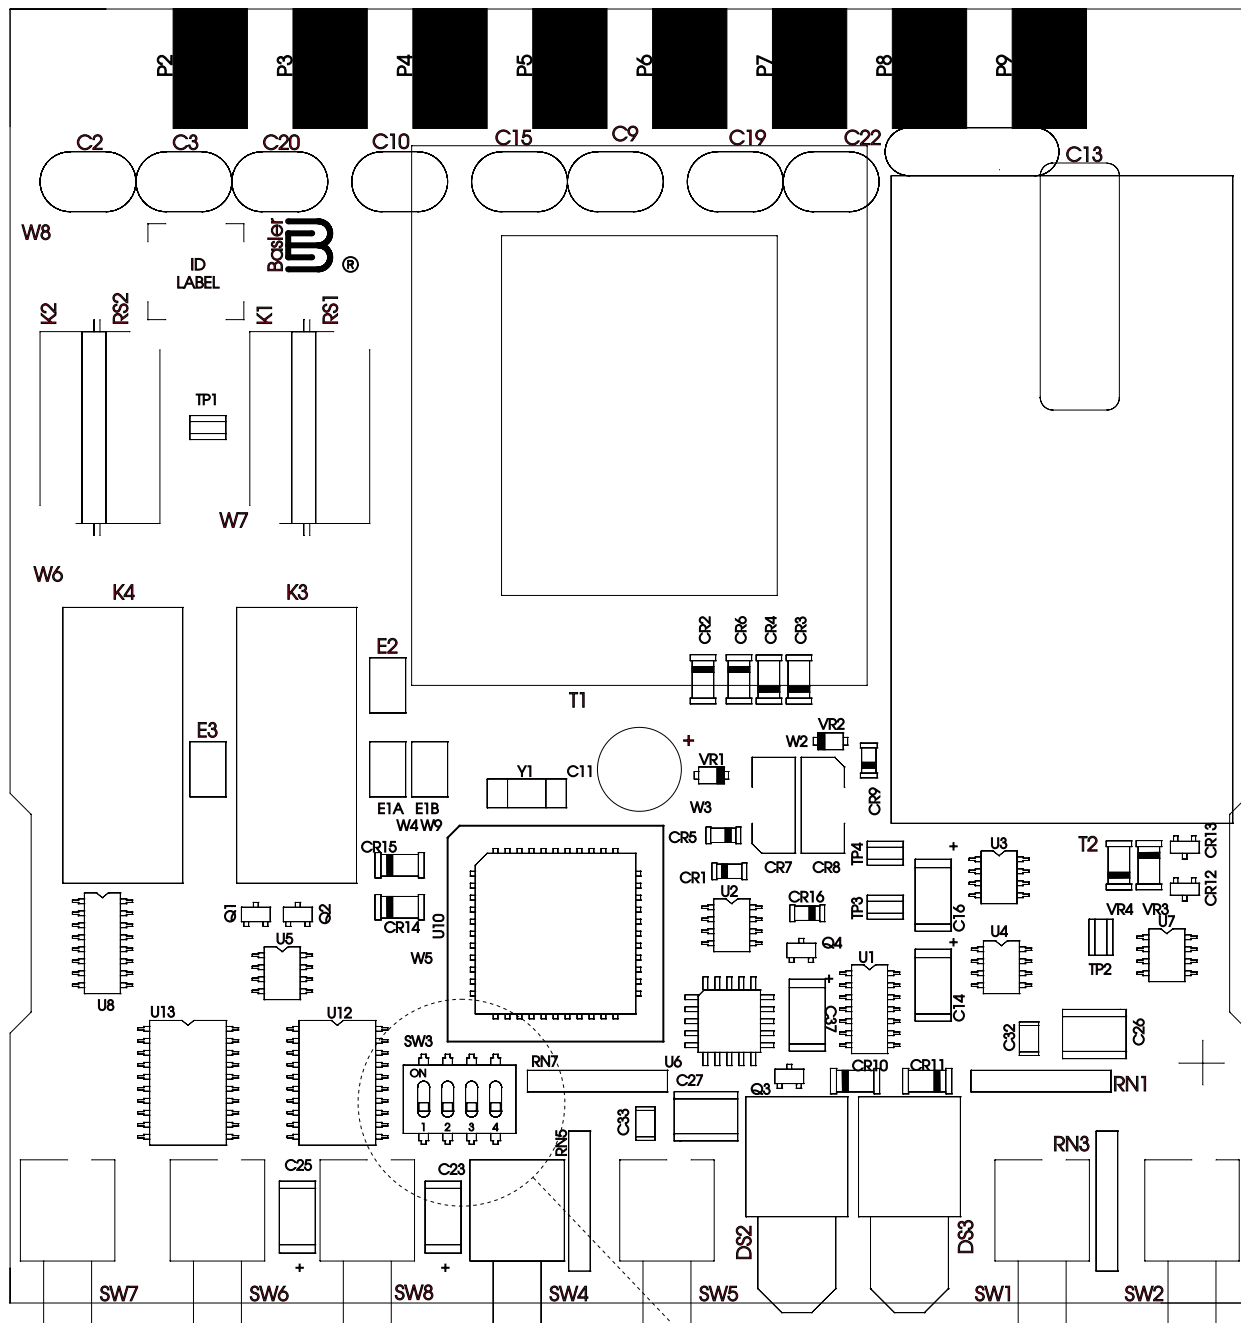 P2
P3
P4
P5
P6
P7
P8
P9
C2
C3
C20
C10
C15
C9
C19
C22
C13
W8
Basler
B
®
ID
LABEL
K2
RS2
K1
RS1
TP1
W7
W6
K4
K3
E2
E3
CR2
CR6
CR4
CR3
T1
+
W2
VR2
VR1
Y1
C11
CR9
W3
E1A
E1B
W4
W9
CR5
CR15
CR7
CR8
TP4
+
U3
T2
CR13
CR1
U2
CR16
TP3
C16
CR12
VR4
VR3
U7
Q1
Q2
CR14
U10
U5
W5
Q4
U1
+
U4
TP2
U8
+
C37
C14
C32
C26
U13
U12
SW3
ON
1
2
3
4
RN7
U6
C27
Q3
CR10
CR11
RN1
C33
RN5
RN3
C25
C23
+
+
DS2
DS3
SW7
SW6
SW8
SW4
SW5
SW1
SW2